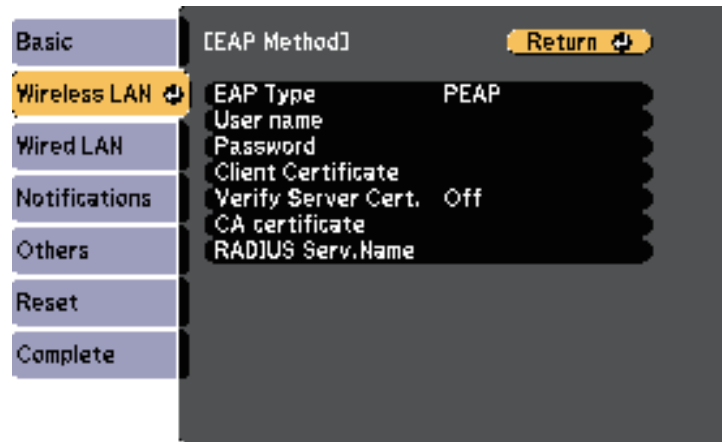 Basic
Wireless LAN
Wired LAN
Notifications
Others
Reset
Complete
[EAP Method]
Return
EAP Type PEAP
User name
Password
Client Certificate
Verify Server Cert. Off
CA certificate
RADIUS Serv.Name